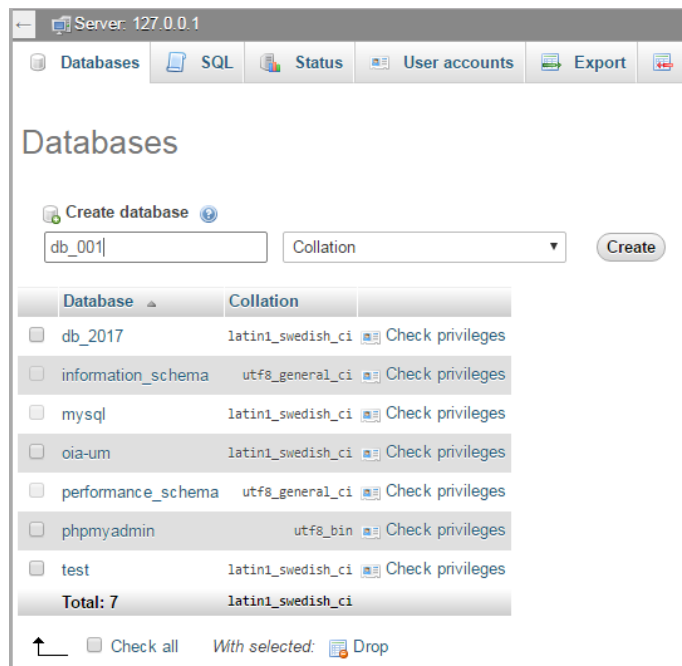 Server: 127.0.0.1
Databases SQL Status User accounts Export
Databases
Create database
db_001 Collation Create
Database Collation
db_2017 latin1_swedish_ci Check privileges
information_schema utf8_general_ci Check privileges
mysql latin1_swedish_ci Check privileges
oia-um latin1_swedish_ci Check privileges
performance_schema utf8_general_ci Check privileges
phpmyadmin utf8_bin Check privileges
test latin1_swedish_ci Check privileges
Total: 7 latin1_swedish_ci
Check all With selected: Drop